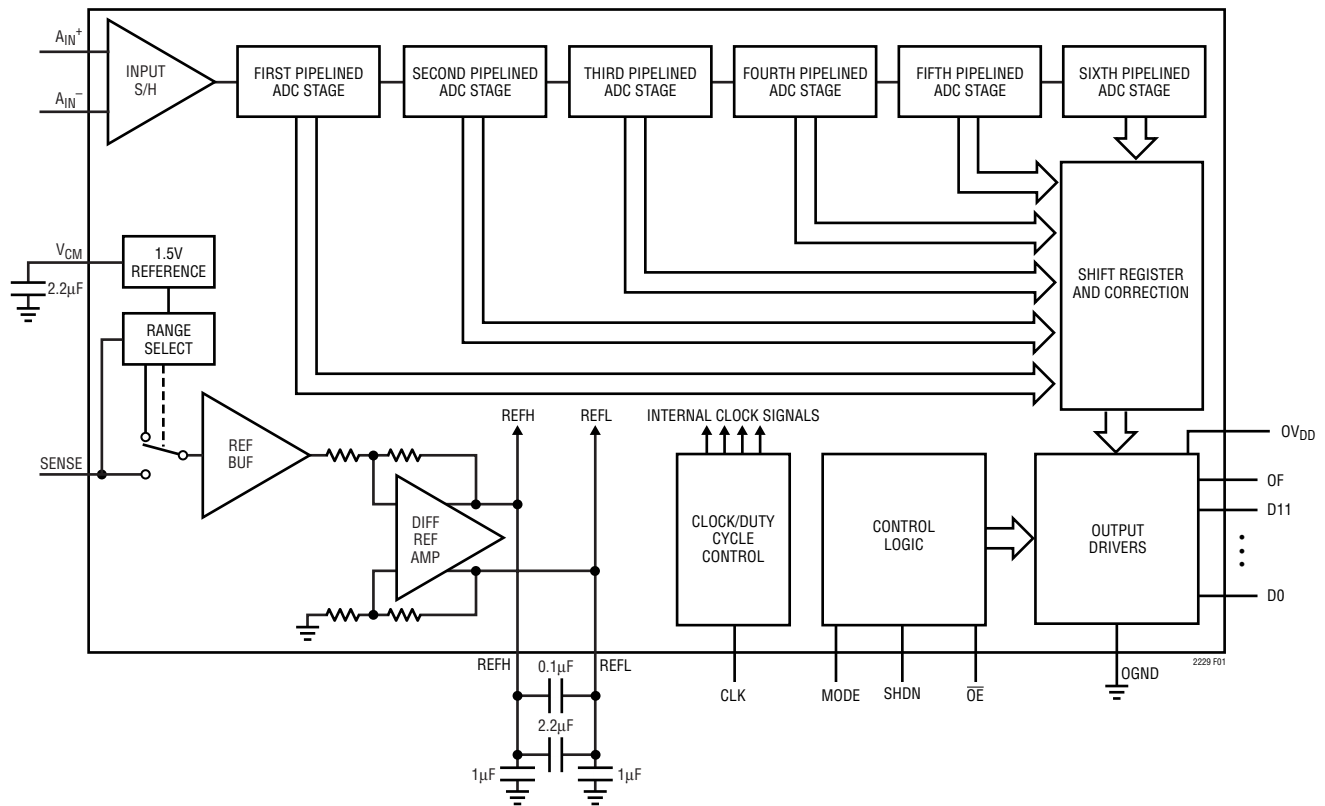 AIN+
AIN−
INPUT
S/H
FIRST PIPELINED
ADC STAGE
SECOND PIPELINED
ADC STAGE
THIRD PIPELINED
ADC STAGE
FOURTH PIPELINED
ADC STAGE
FIFTH PIPELINED
ADC STAGE
SIXTH PIPELINED
ADC STAGE
VCM
2.2µF
1.5V
REFERENCE
RANGE
SELECT
SHIFT REGISTER
AND CORRECTION
SENSE
REF
BUF
DIFF
REF
AMP
REFH
REFL
INTERNAL CLOCK SIGNALS
CLOCK/DUTY
CYCLE
CONTROL
CONTROL
LOGIC
OUTPUT
DRIVERS
OVDD
OF
D11
D0
REFH
0.1µF
REFL
2.2µF
1µF
1µF
CLK
MODE
SHDN
O̅E̅
OGND
2229 F01